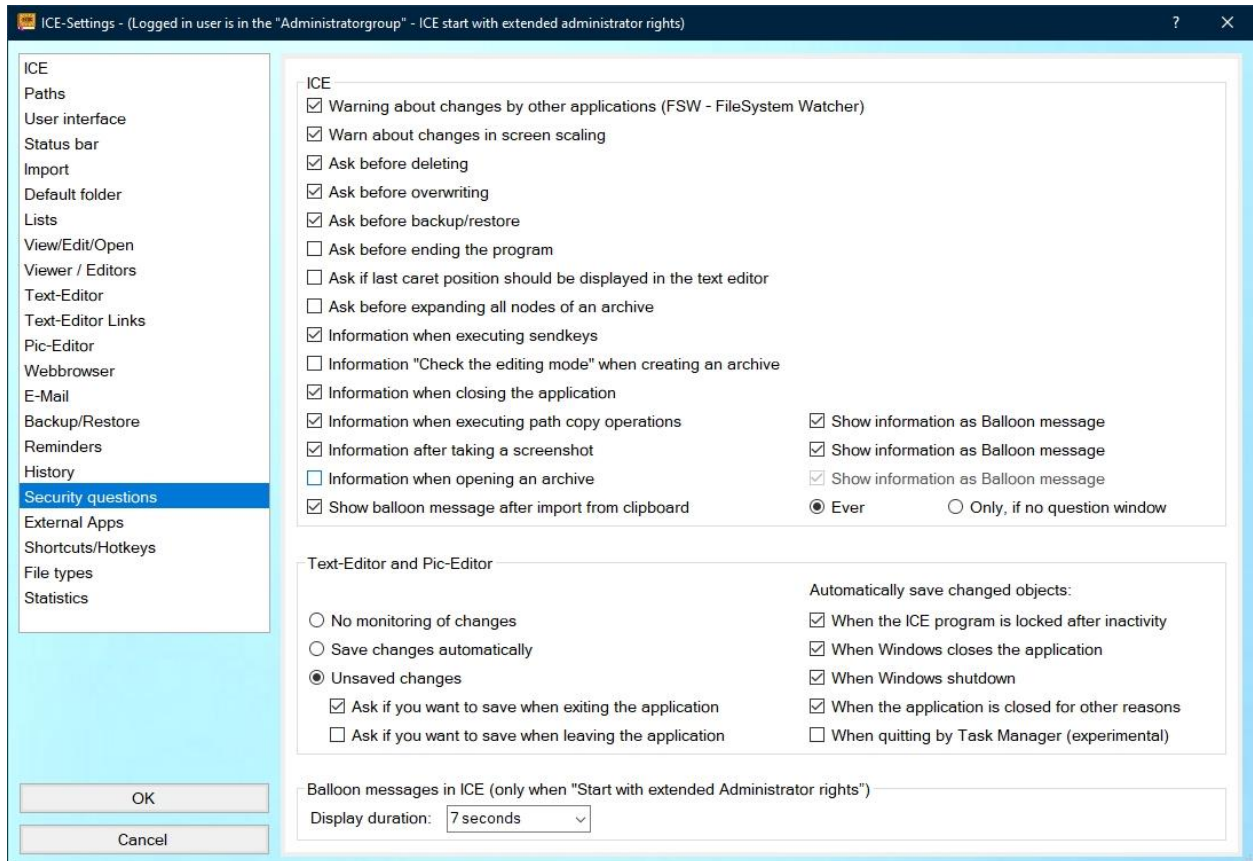 ICE-Settings - (Logged in user is in the "Administratorgroup" - ICE start with extended administrator rights)
ICE
Paths
User interface
Status bar
Import
Default folder
Lists
View/Edit/Open
Viewer / Editors
Text-Editor
Text-Editor Links
Pic-Editor
Webbrowser
E-Mail
Backup/Restore
Reminders
History
Security questions
External Apps
Shortcuts/Hotkeys
File types
Statistics
OK
Cancel
ICE
Warning about changes by other applications (FSW - FileSystem Watcher)
Warn about changes in screen scaling
Ask before deleting
Ask before overwriting
Ask before backup/restore
Ask before ending the program
Ask if last caret position should be displayed in the text editor
Ask before expanding all nodes of an archive
Information when executing sendkeys
Information "Check the editing mode" when creating an archive
Information when closing the application
Information when executing path copy operations Show information as Balloon message
Information after taking a screenshot Show information as Balloon message
Information when opening an archive Show information as Balloon message
Show balloon message after import from clipboard Ever Only, if no question window
Text-Editor and Pic-Editor
No monitoring of changes
Save changes automatically
Unsaved changes
Ask if you want to save when exiting the application
Ask if you want to save when leaving the application
Automatically save changed objects:
When the ICE program is locked after inactivity
When Windows closes the application
When Windows shutdown
When the application is closed for other reasons
When quitting by Task Manager (experimental)
Balloon messages in ICE (only when "Start with extended Administrator rights")
Display duration: 7 seconds